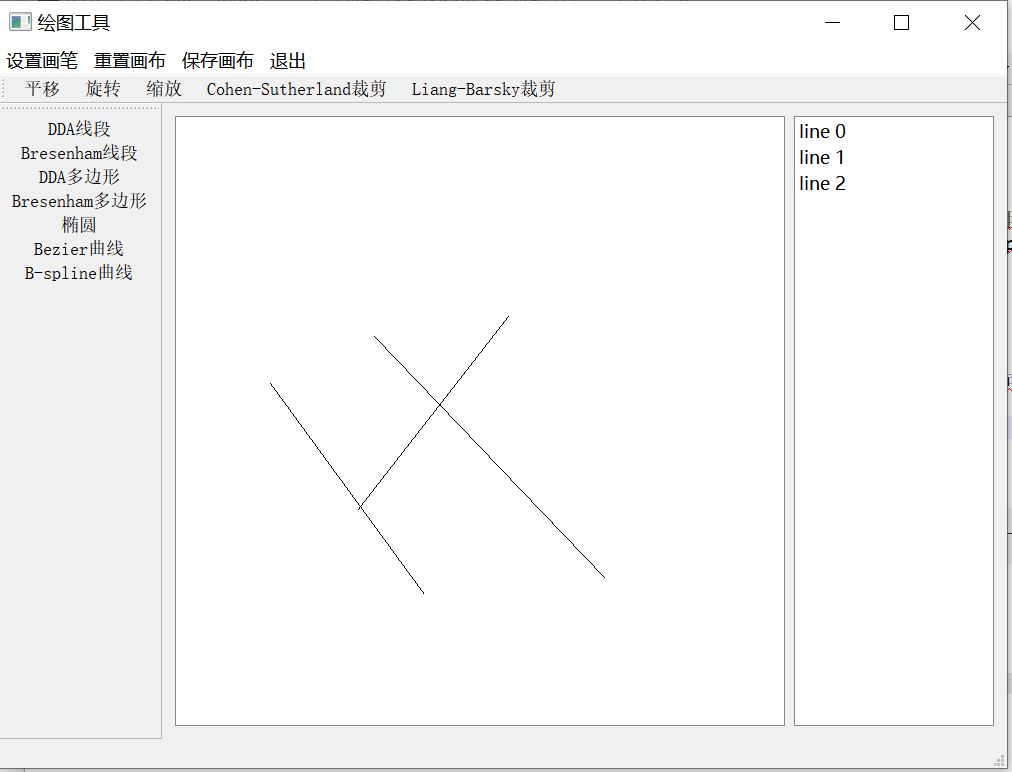 绘图工具
设置画笔 重置画布 保存画布 退出
平移 旋转 缩放 Cohen-Sutherland裁剪 Liang-Barsky裁剪
DDA线段
Bresenham线段
DDA多边形
Bresenham多边形
椭圆
Bezier曲线
B-spline曲线
line 0
line 1
line 2